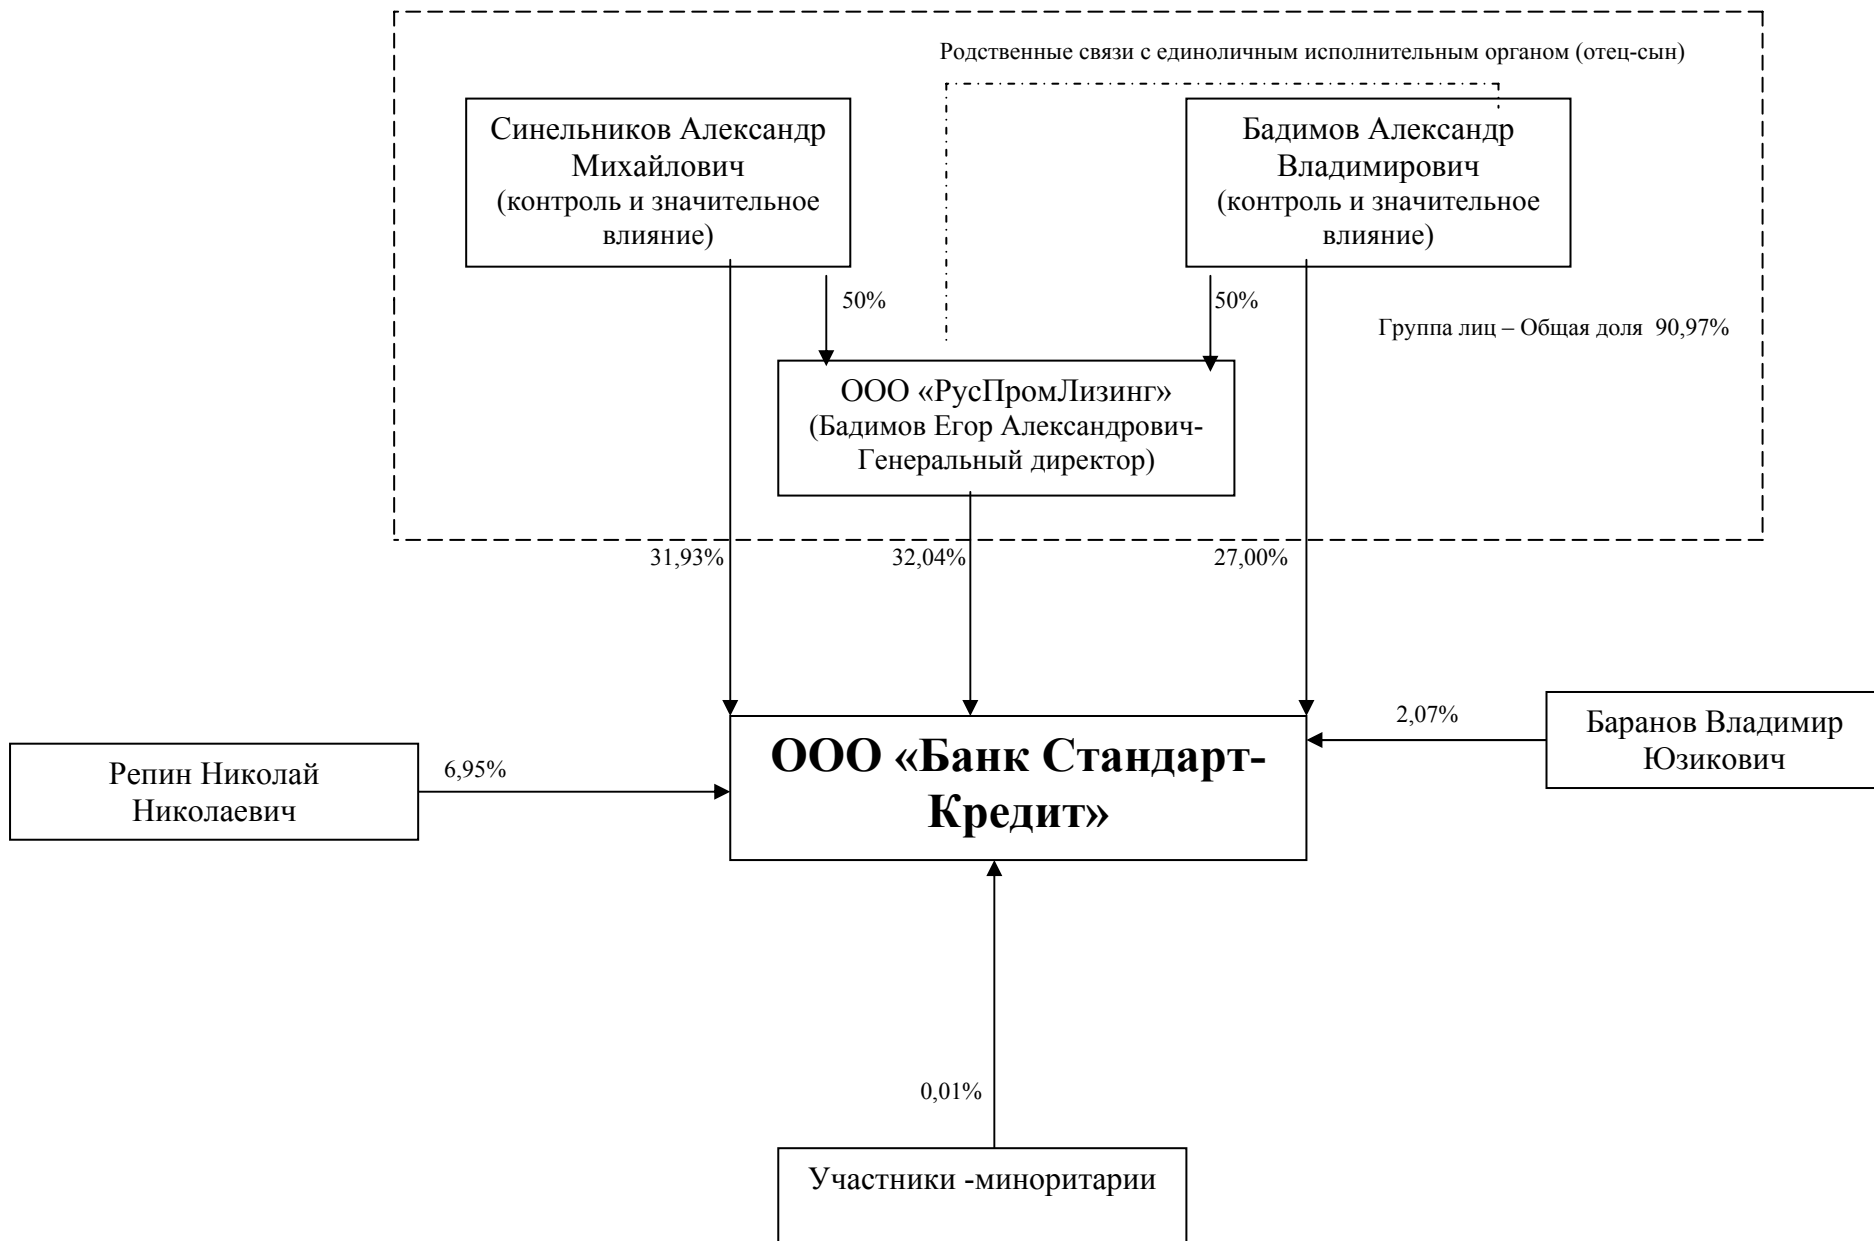 Родственные связи с единоличным исполнительным органом (отец-сын)
Синельников Александр
Михайлович
(контроль и значительное
влияние)
Бадимов Александр
Владимирович
(контроль и значительное
влияние)
50%
50%
Группа лиц – Общая доля 90,97%
ООО «РусПромЛизинг»
(Бадимов Егор Александрович-
Генеральный директор)
31,93%
32,04%
27,00%
2,07%
Баранов Владимир
Юзикович
Репин Николай
Николаевич
6,95%
ООО «Банк Стандарт-
Кредит»
0,01%
Участники -миноритарии